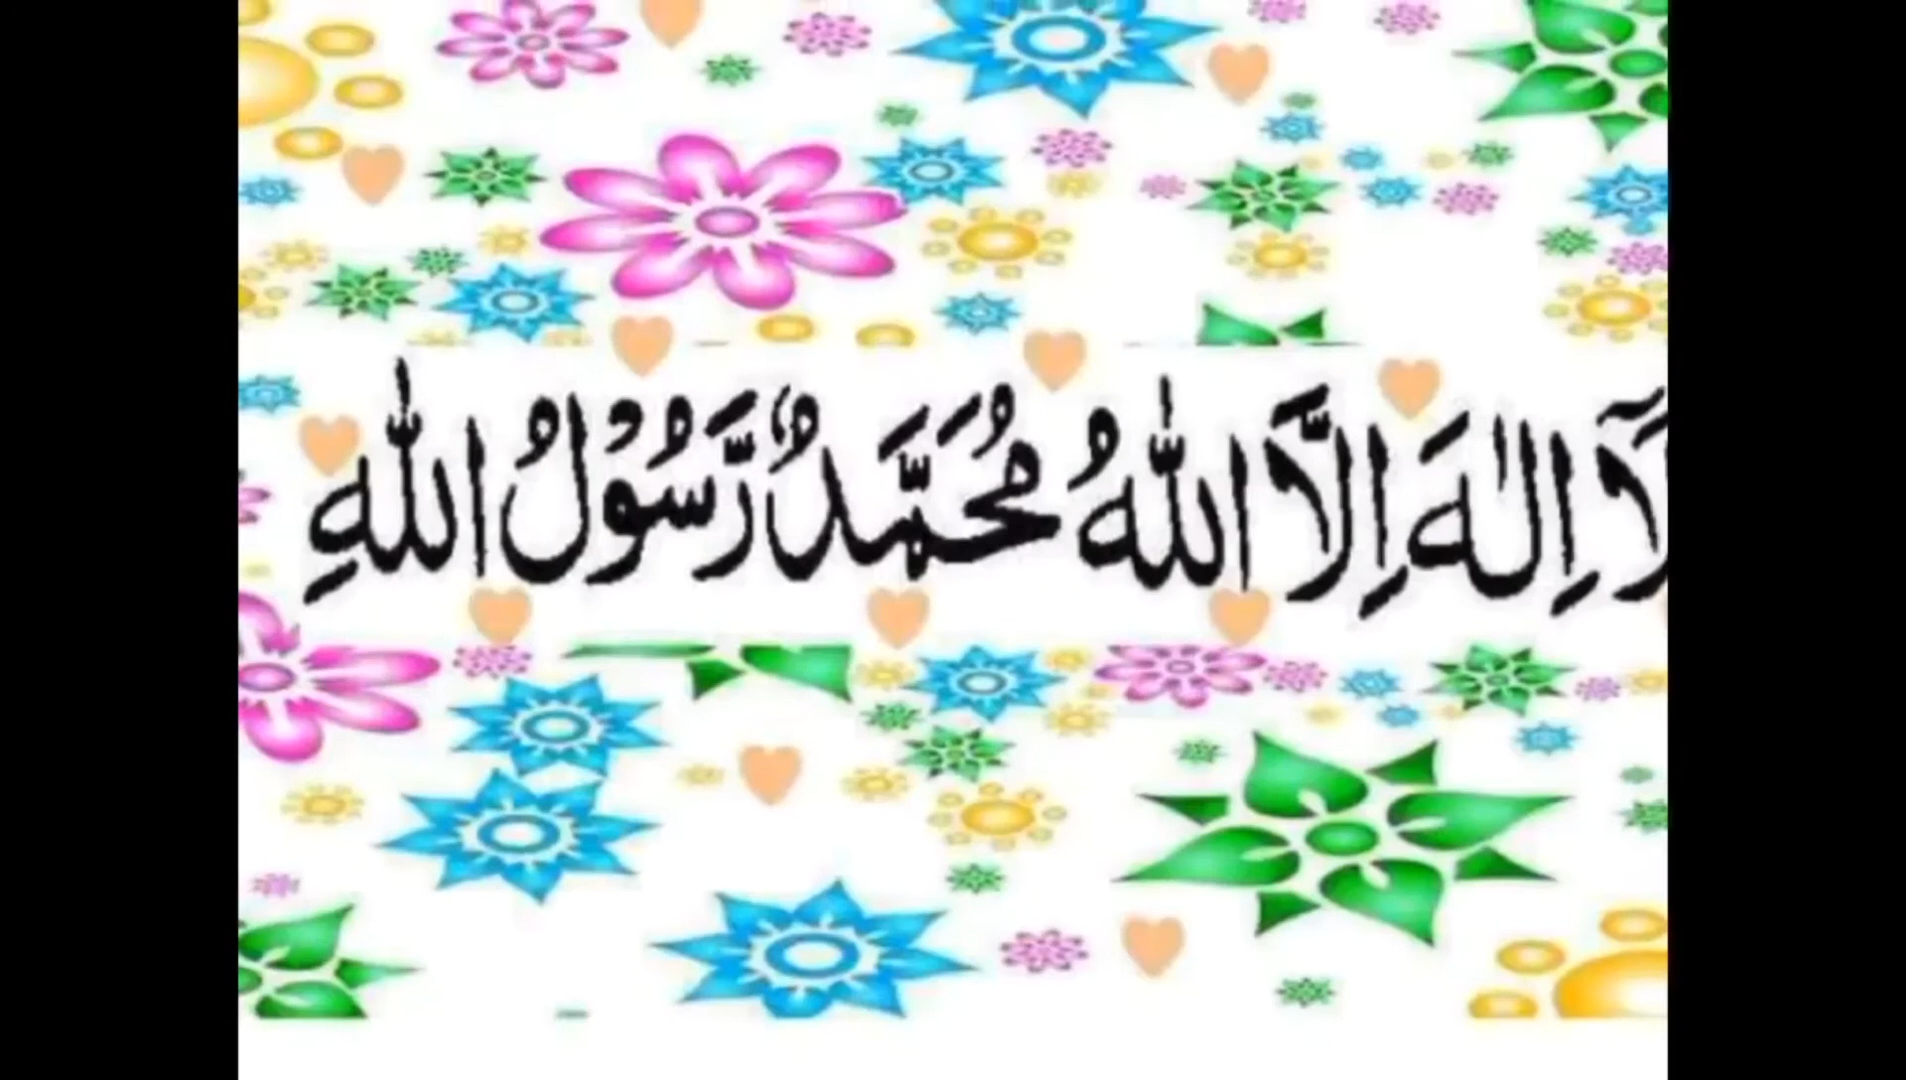 لَآ اِلٰهَ اِلَّا اللّٰهُ مُحَمَّدٌ رَّسُوْلُ اللّٰهِ